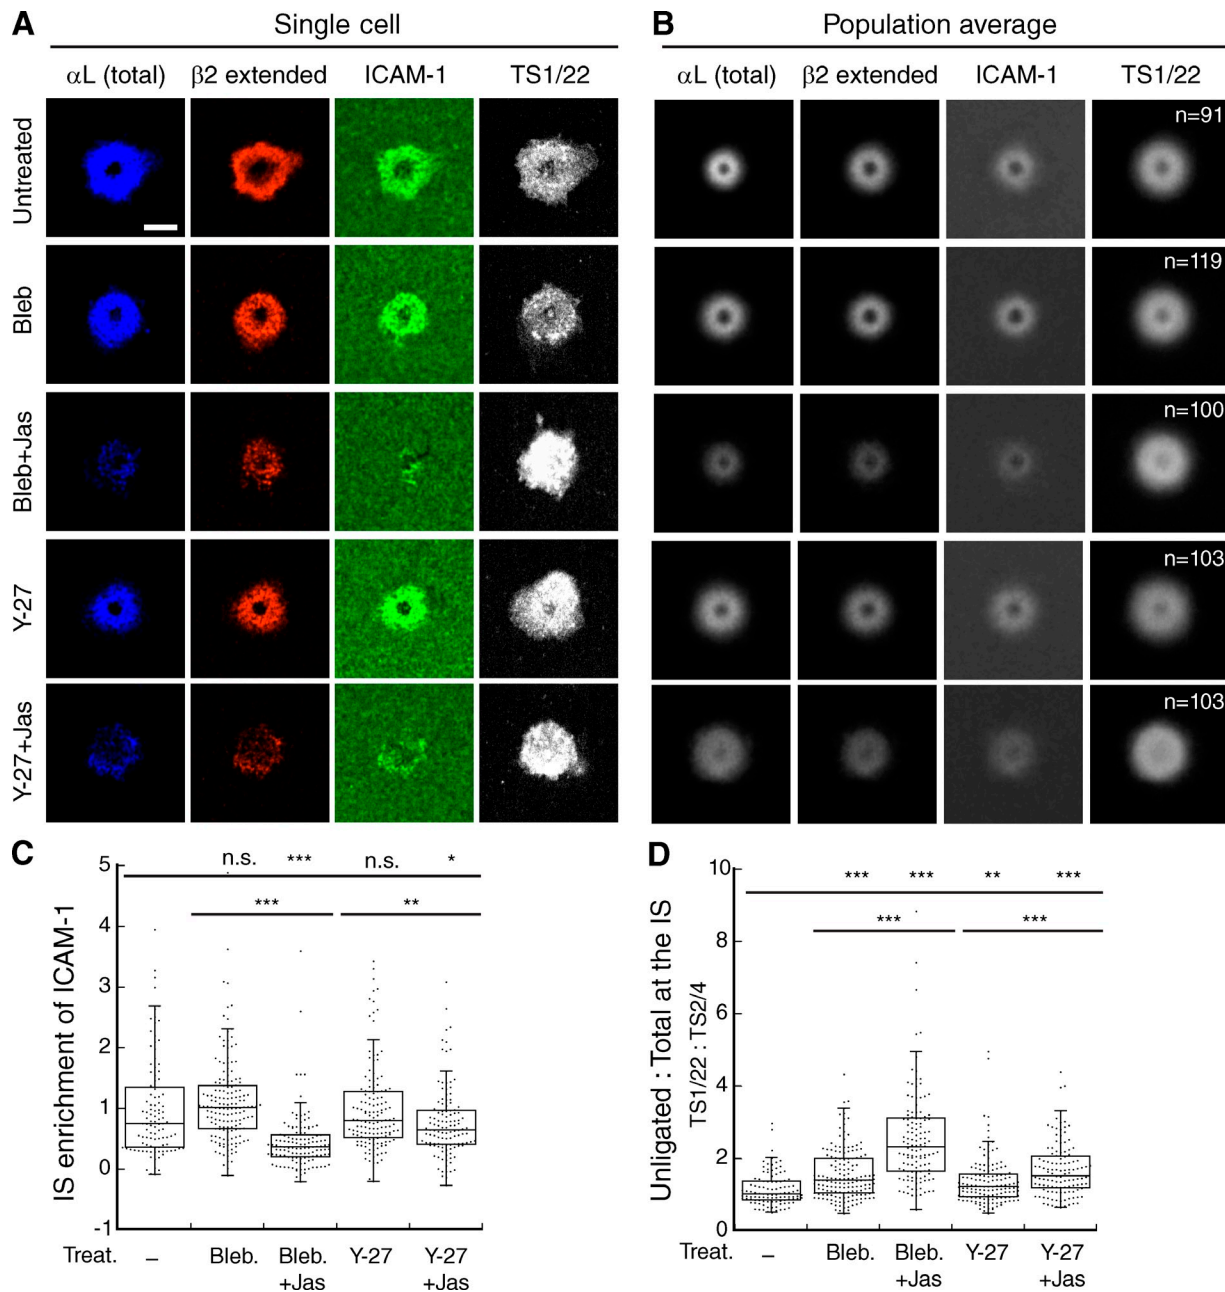 A Single cell
αL (total) β2 extended ICAM-1 TS1/22
Untreated
Bleb
Bleb+Jas
Y-27
Y-27+Jas
B Population average
αL (total) β2 extended ICAM-1 TS1/22
n=91
n=119
n=100
n=103
n=103
C
IS enrichment of ICAM-1
5
4
3
2
1
0
-1
n.s. *** n.s. *
*** **
Treat. – Bleb. Bleb. Y-27 Y-27
+Jas +Jas
D
Unligated : Total at the IS
TS1/22 : TS2/4
10
8
6
4
2
0
*** *** ** ***
*** ***
Treat. – Bleb. Bleb. Y-27 Y-27
+Jas +Jas